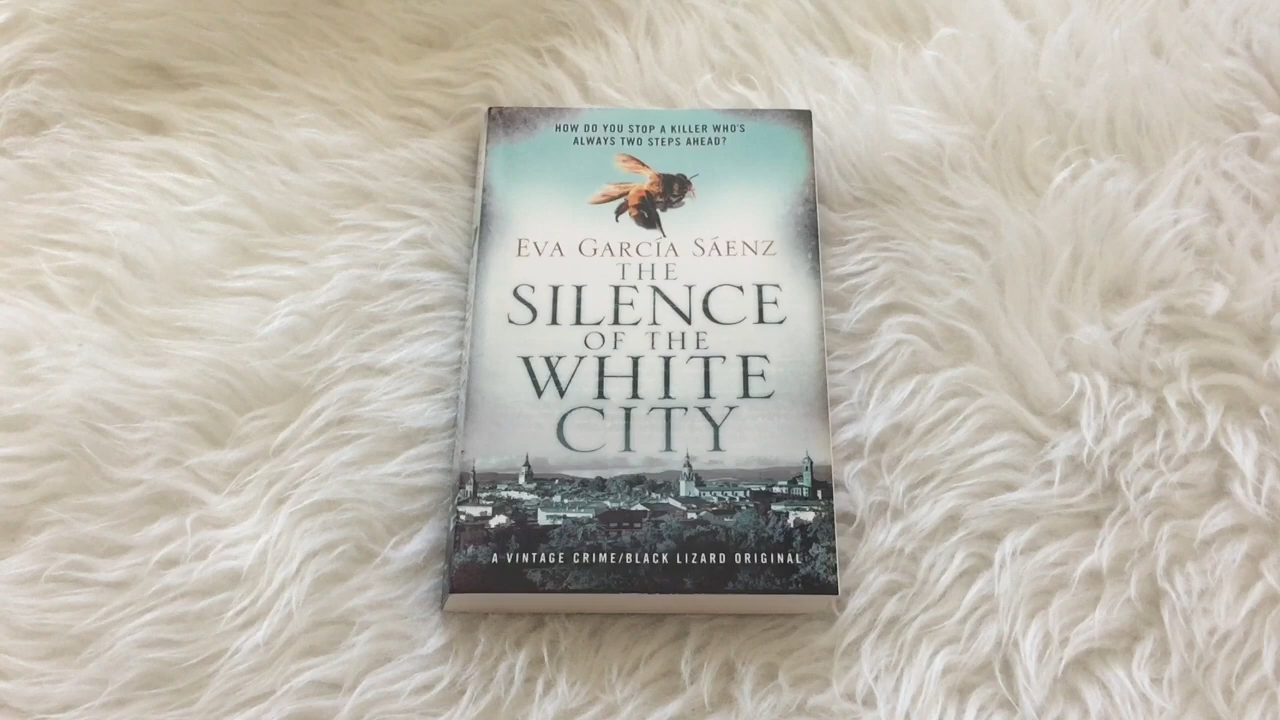 HOW DO YOU STOP A KILLER WHO'S
ALWAYS TWO STEPS AHEAD?
EVA GARCÍA SÁENZ
THE
SILENCE
OF THE
WHITE
CITY
A VINTAGE CRIME/BLACK LIZARD ORIGINAL